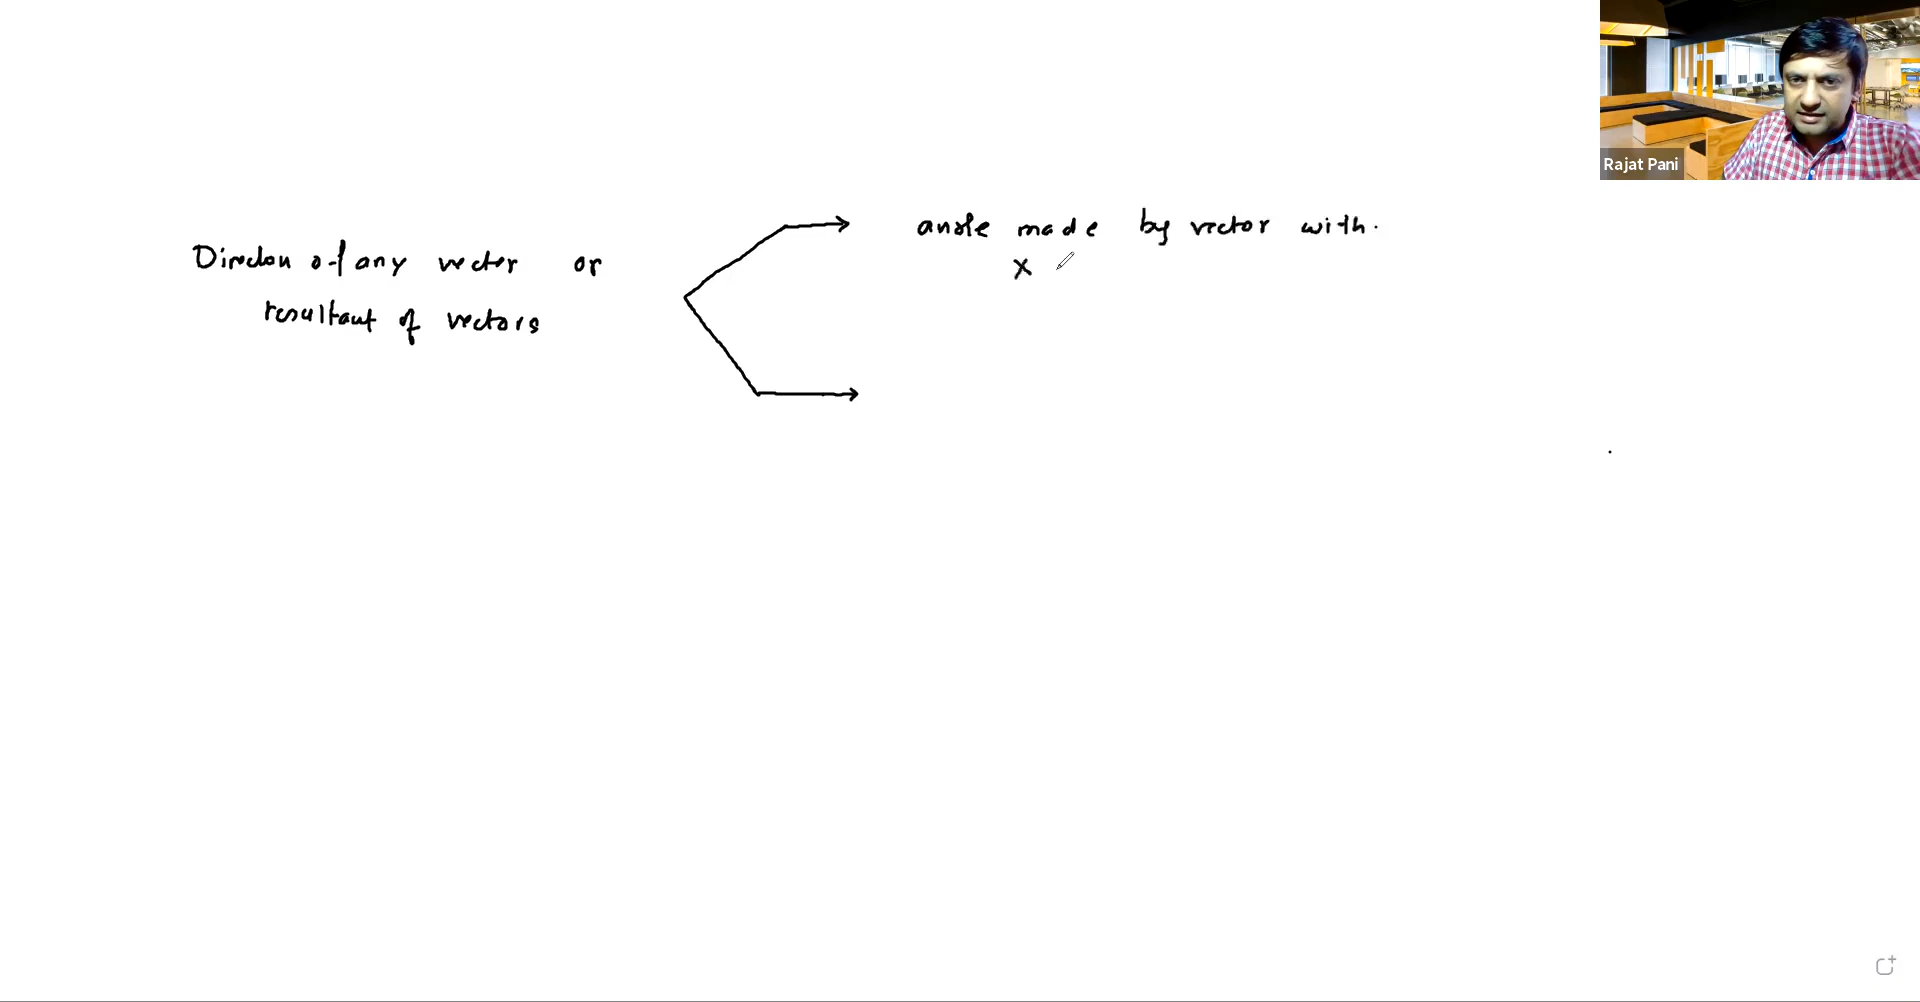 Rajat Pani
Direction of any vector or
resultant of vectors
angle made by vector with.
X